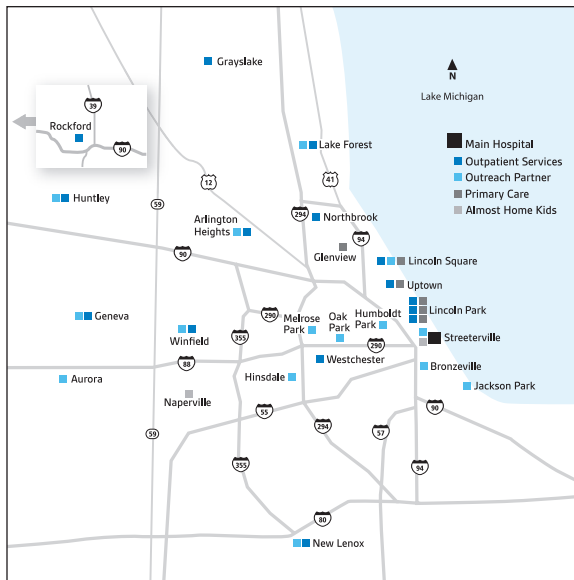 Grayslake
N
Lake Michigan
39
Rockford
90
Main Hospital
Outpatient Services
Outreach Partner
Primary Care
Almost Home Kids
Lake Forest
12
41
Huntley
59
294
Northbrook
Arlington
Heights
94
Glenview
90
Lincoln Square
Uptown
Lincoln Park
Geneva
Winfield
290
355
Melrose
Park
Oak
Park
Humboldt
Park
290
Streeterville
88
Westchester
Bronzeville
Aurora
Hinsdale
Jackson Park
Naperville
55
294
57
90
59
355
94
80
New Lenox